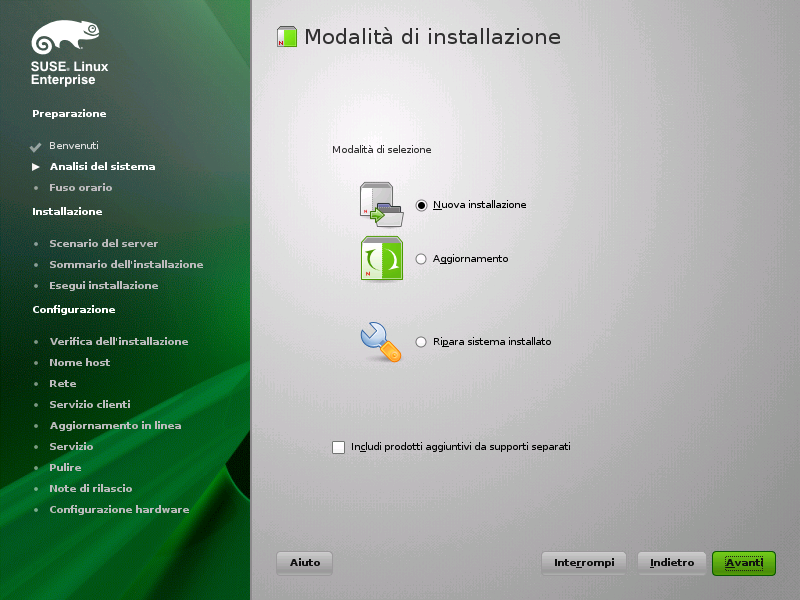 SUSE. Linux
Enterprise
Preparazione
Benvenuti
Analisi del sistema
Fuso orario
Installazione
Scenario del server
Sommario dell'installazione
Esegui installazione
Configurazione
Verifica dell'installazione
Nome host
Rete
Servizio clienti
Aggiornamento in linea
Servizio
Pulire
Note di rilascio
Configurazione hardware
Modalità di installazione
Modalità di selezione
Nuova installazione
Aggiornamento
Ripara sistema installato
Includi prodotti aggiuntivi da supporti separati
Aiuto
Interrompi
Indietro
Avanti